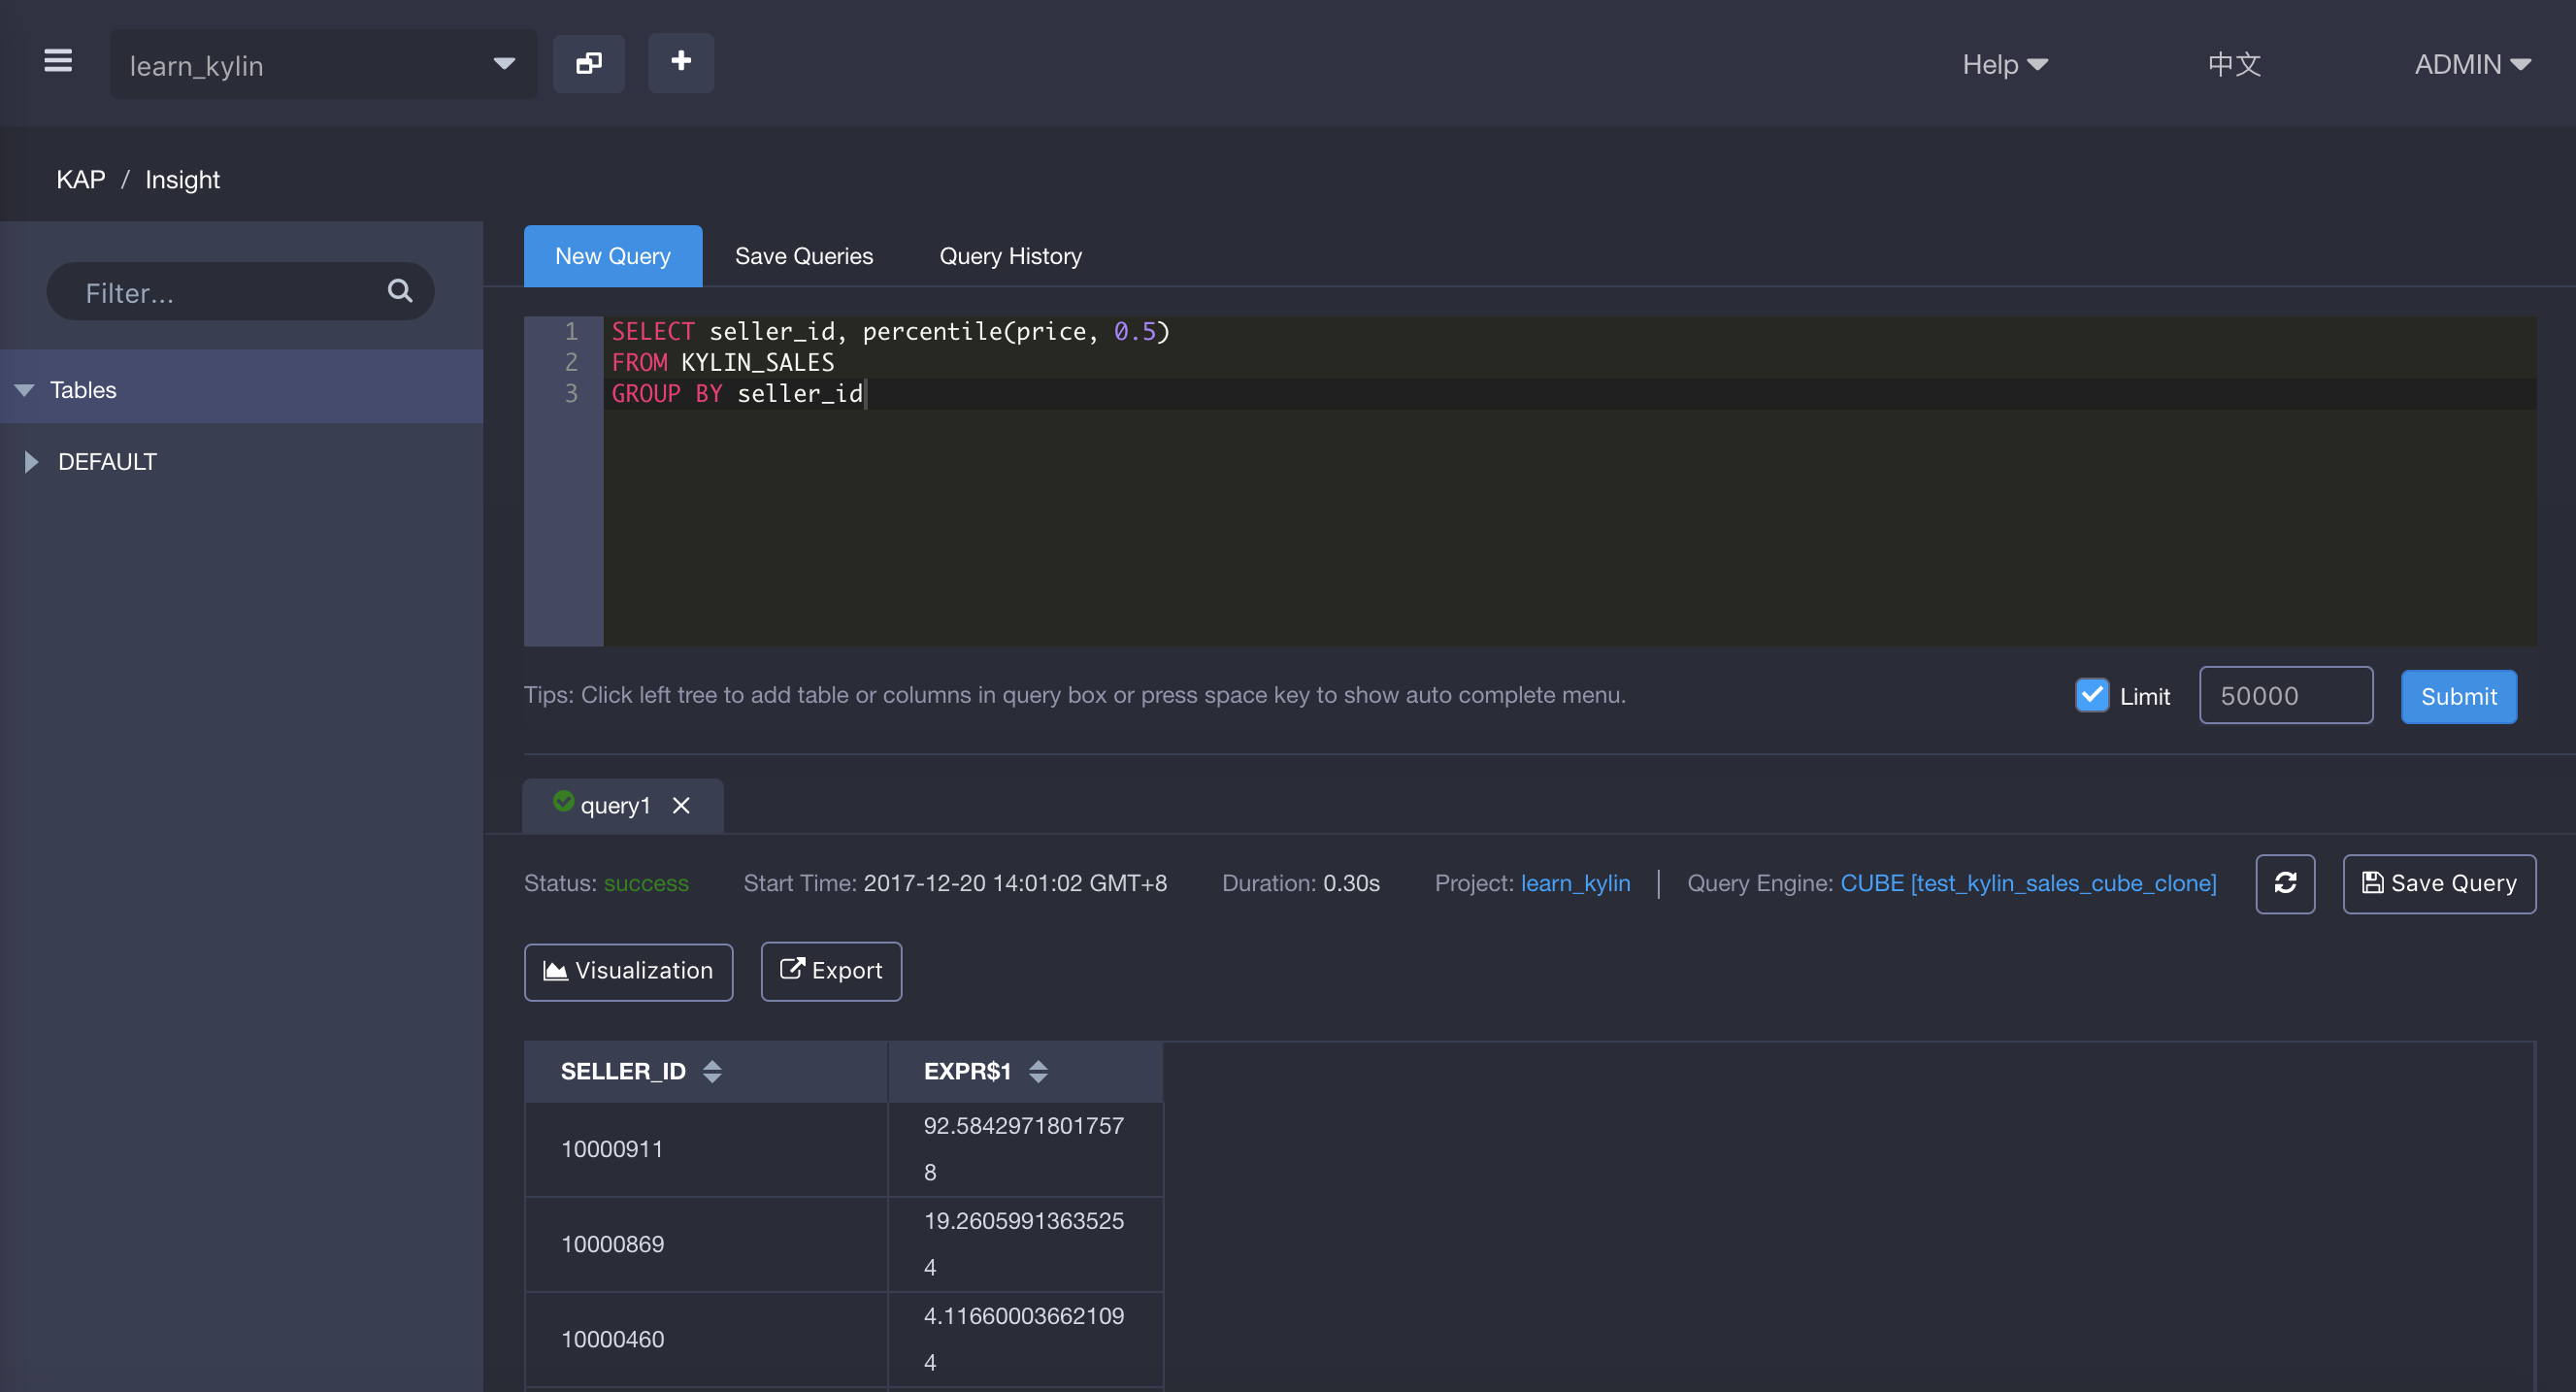 learn_kylin
Help
中文
ADMIN
KAP / Insight
Filter...
Tables
DEFAULT
New Query
Save Queries
Query History
1 SELECT seller_id, percentile(price, 0.5)
2 FROM KYLIN_SALES
3 GROUP BY seller_id
Tips: Click left tree to add table or columns in query box or press space key to show auto complete menu.
Limit
50000
Submit
query1
Status: success
Start Time: 2017-12-20 14:01:02 GMT+8
Duration: 0.30s
Project: learn_kylin
Query Engine: CUBE [test_kylin_sales_cube_clone]
Save Query
Visualization
Export
SELLER_ID
EXPR$1
10000911
92.5842971801757
8
10000869
19.2605991363525
4
10000460
4.11660003662109
4